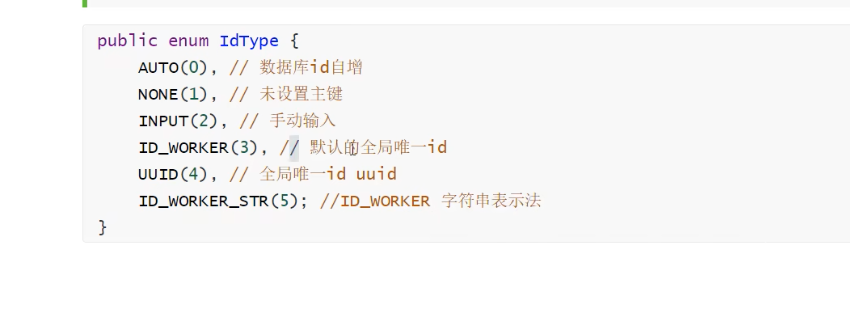 public enum IdType {
AUTO(0), // 数据库id自增
NONE(1), // 未设置主键
INPUT(2), // 手动输入
ID_WORKER(3), // 默认的全局唯一id
UUID(4), // 全局唯一id uuid
ID_WORKER_STR(5); //ID_WORKER 字符串表示法
}